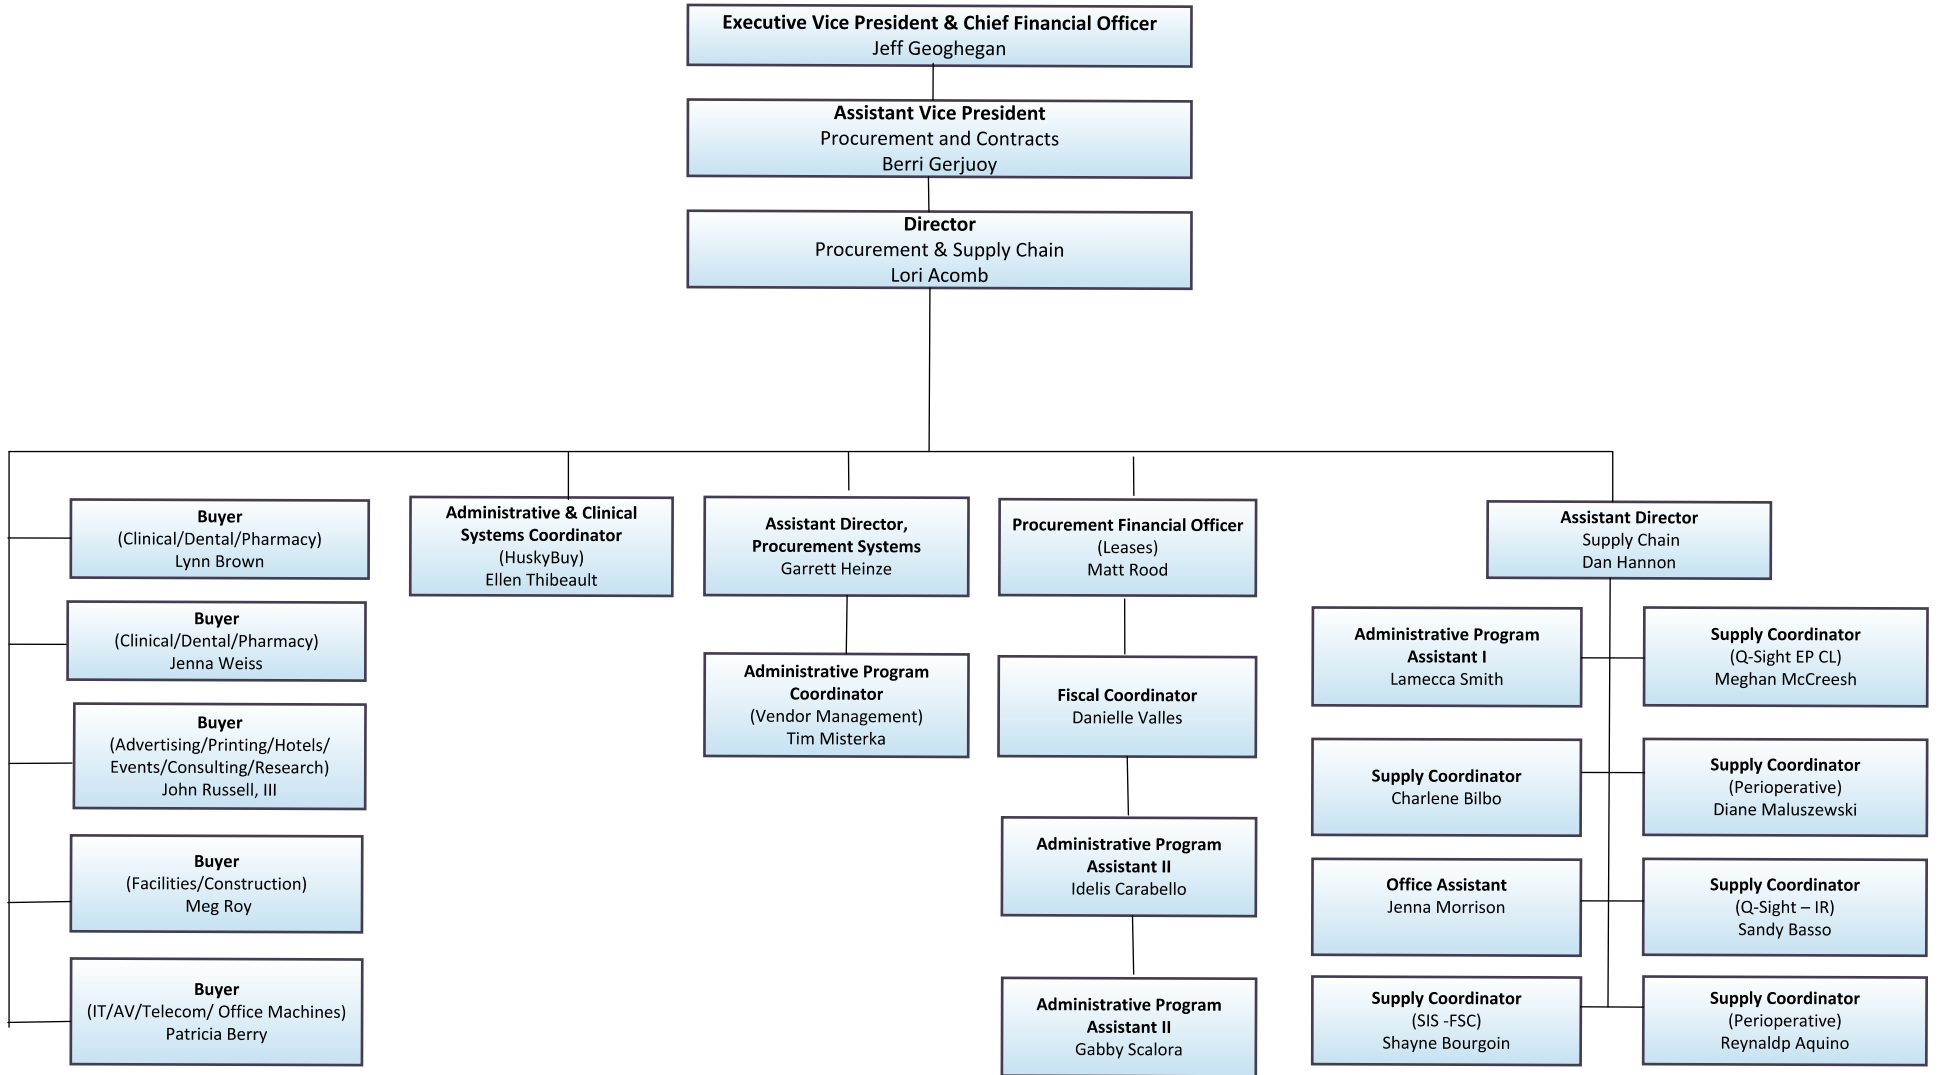 Executive Vice President & Chief Financial Officer
Jeff Geoghegan
Assistant Vice President
Procurement and Contracts
Berri Gerjuoy
Director
Procurement & Supply Chain
Lori Acomb
Buyer
(Clinical/Dental/Pharmacy)
Lynn Brown
Buyer
(Clinical/Dental/Pharmacy)
Jenna Weiss
Buyer
(Advertising/Printing/Hotels/
Events/Consulting/Research)
John Russell, III
Buyer
(Facilities/Construction)
Meg Roy
Buyer
(IT/AV/Telecom/ Office Machines)
Patricia Berry
Administrative & Clinical
Systems Coordinator
(HuskyBuy)
Ellen Thibeault
Assistant Director,
Procurement Systems
Garrett Heinze
Administrative Program
Coordinator
(Vendor Management)
Tim Misterka
Procurement Financial Officer
(Leases)
Matt Rood
Fiscal Coordinator
Danielle Valles
Administrative Program
Assistant II
Idelis Carabello
Administrative Program
Assistant II
Gabby Scalora
Assistant Director
Supply Chain
Dan Hannon
Administrative Program
Assistant I
Lamecca Smith
Supply Coordinator
(Q-Sight EP CL)
Meghan McCreesh
Supply Coordinator
Charlene Bilbo
Supply Coordinator
(Perioperative)
Diane Maluszewski
Office Assistant
Jenna Morrison
Supply Coordinator
(Q-Sight – IR)
Sandy Basso
Supply Coordinator
(SIS -FSC)
Shayne Bourgoin
Supply Coordinator
(Perioperative)
Reynaldp Aquino